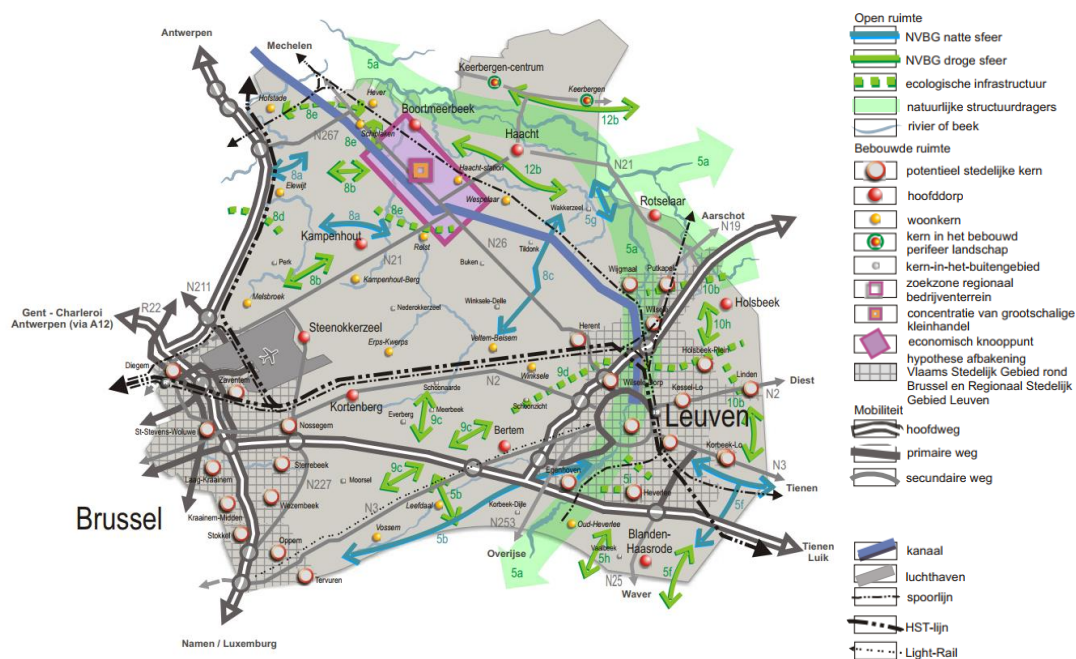 Antwerpen
Mechelen
5a
Keerbergen-centrum
Keerbergen
Hofstade
8e
Hever
Boortmeerbeek
12b
N267
Schiplaken
8e
Haacht
N21
5a
8a
Elewijt
8b
Haacht-station
12b
Wespelaar
Wakkerzeel
5g
Rotselaar
Aarschot
N19
8d
8a
8e
Kampenhout
Relst
N26
Tildonk
5a
Perk
N21
Buken
8c
Wijgmaal
Putkapel
8b
Kampenhout-Berg
10b
Melsbroek
Nederokkerzeel
Winksele-Delle
Wilsele
Holsbeek
N211
R22
Gent - Charleroi
Antwerpen (via A12)
Steenokkerzeel
Herent
10h
Erps-Kwerps
Veltem-Beisem
Holsbeek-Plein
Diegem
Winksele
9d
Wilsele-Dorp
Linden
Zaventem
Schoonaarde
N2
Kessel-Lo
Diest
N2
Kortenberg
Everberg
Meerbeek
Schoonzicht
10b
9c
9c
Leuven
St-Stevens-Woluwe
Nossegem
Bertem
Korbeek-Lo
Sterrebeek
9c
Egenhoven
N3
Laag-Kraainem
N227
Moorsel
5b
5i
Heverlee
Tienen
Kraainem-Midden
Wezembeek
N3
Leefdaal
Korbeek-Dijle
5f
Brussel
Stokkel
Oppem
Vossem
5b
N253
Oud-Heverlee
Blanden-
Haasrode
Overijse
Vaalbeek
5h
5f
Tienen
Luik
Tervuren
5a
N25
Waver
Namen / Luxemburg
Open ruimte
NVBG natte sfeer
NVBG droge sfeer
ecologische infrastructuur
natuurlijke structuurdragers
rivier of beek
Bebouwde ruimte
potentieel stedelijke kern
hoofddorp
woonkern
kern in het bebouwd
perifeer landschap
kern-in-het-buitengebied
zoekzone regionaal
bedrijventerrein
concentratie van grootschalige
kleinhandel
economisch knooppunt
hypothese afbakening
Vlaams Stedelijk Gebied rond
Brussel en Regionaal Stedelijk
Gebied Leuven
Mobiliteit
hoofdweg
primaire weg
secundaire weg
kanaal
luchthaven
spoorlijn
HST-lijn
Light-Rail